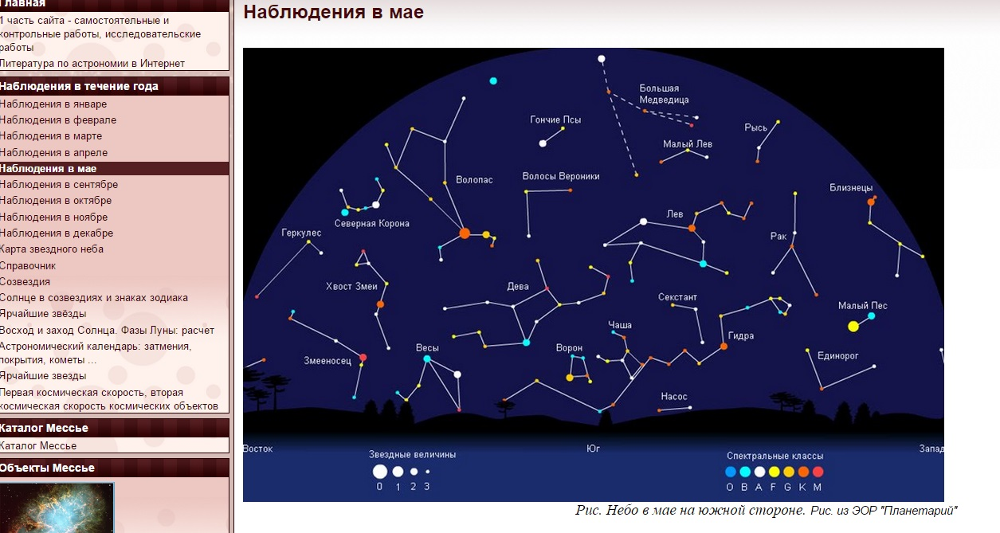 Главная
1 часть сайта - самостоятельные и
контрольные работы, исследовательские
работы
Литература по астрономии в Интернет
Наблюдения в течение года
Наблюдения в январе
Наблюдения в феврале
Наблюдения в марте
Наблюдения в апреле
Наблюдения в мае
Наблюдения в сентябре
Наблюдения в октябре
Наблюдения в ноябре
Наблюдения в декабре
Карта звездного неба
Справочник
Созвездия
Солнце в созвездиях и знаках зодиака
Ярчайшие звёзды
Восход и заход Солнца. Фазы Луны: расчет
Астрономический календарь: затмения,
покрытия, кометы ...
Ярчайшие звезды
Первая космическая скорость, вторая
космическая скорость космических объектов
Каталог Мессье
Каталог Мессье
Объекты Мессье
Наблюдения в мае
Большая
Медведица
Гончие Псы
Рысь
Малый Лев
Волопас
Волосы Вероники
Близнецы
Северная Корона
Лев
Геркулес
Рак
Хвост Змеи
Дева
Секстант
Малый Пес
Чаша
Гидра
Весы
Ворон
Змееносец
Единорог
Насос
Восток
Юг
Запад
Звездные величины
0 1 2 3
Спектральные классы
O B A F G K M
Рис. Небо в мае на южной стороне. Рис. из ЭОР "Планетарий"